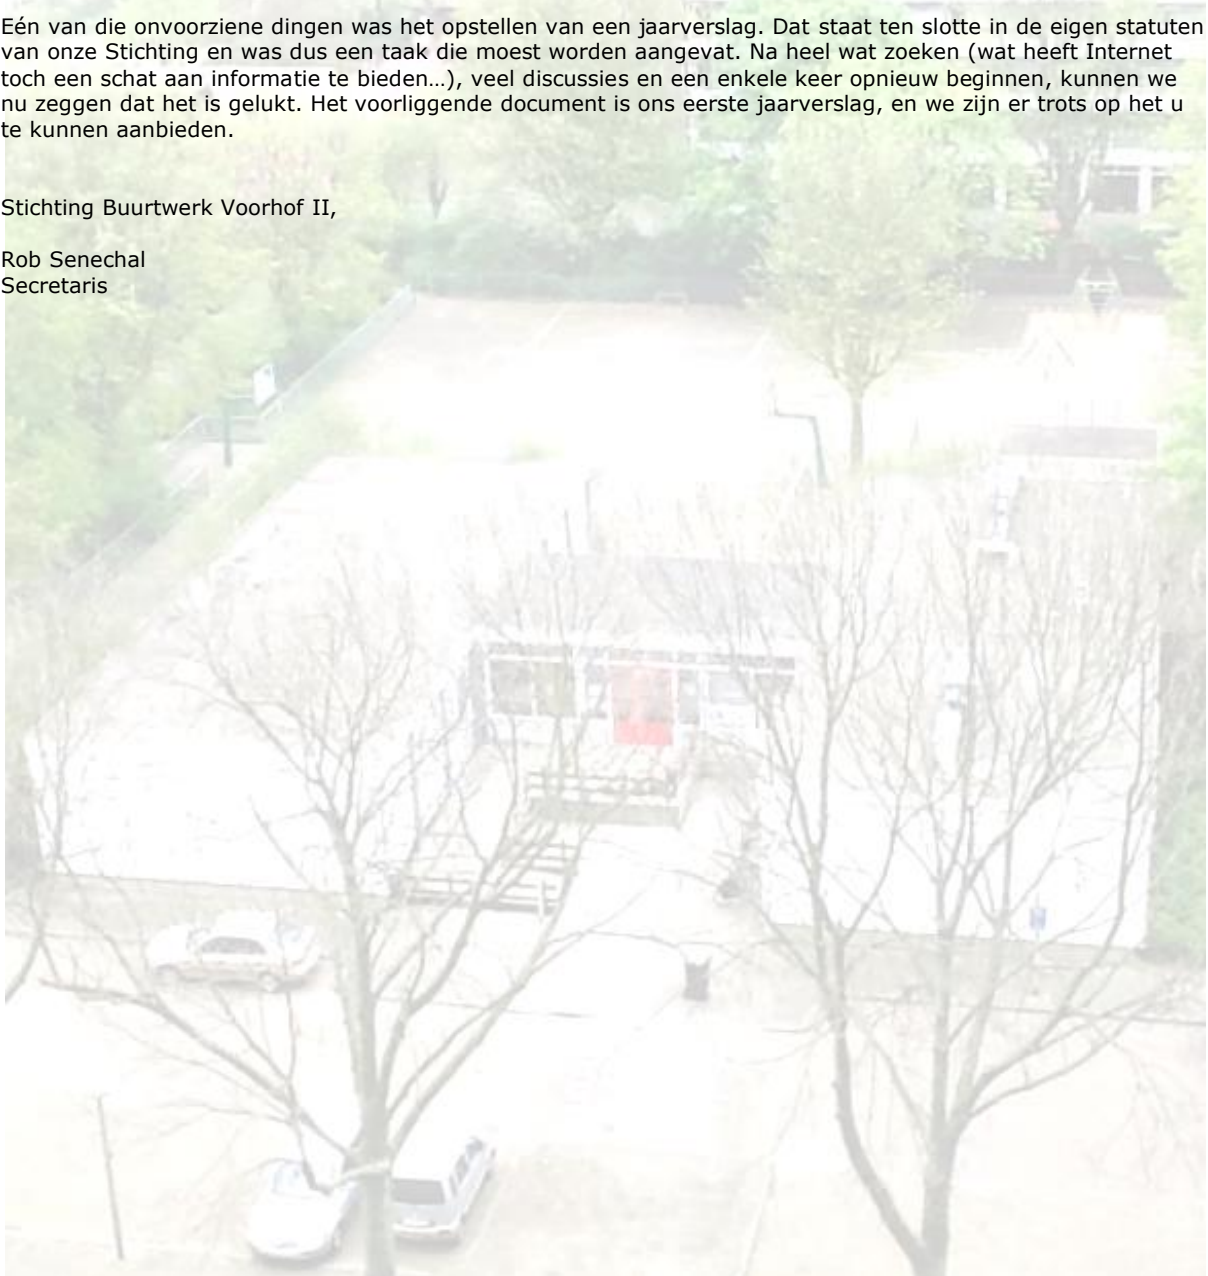 Eén van die onvoorziene dingen was het opstellen van een jaarverslag. Dat staat ten slotte in de eigen statuten
van onze Stichting en was dus een taak die moest worden aangevat. Na heel wat zoeken (wat heeft Internet
toch een schat aan informatie te bieden…), veel discussies en een enkele keer opnieuw beginnen, kunnen we
nu zeggen dat het is gelukt. Het voorliggende document is ons eerste jaarverslag, en we zijn er trots op het u
te kunnen aanbieden.
Stichting Buurtwerk Voorhof II,
Rob Senechal
Secretaris